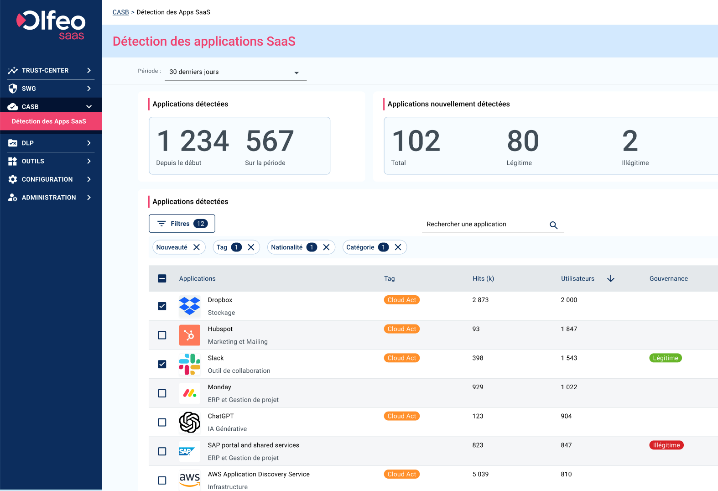 Olfeo
saas
CASB > Détection des Apps SaaS
Détection des applications SaaS
TRUST-CENTER
SWG
CASB
Détection des Apps SaaS
DLP
OUTILS
CONFIGURATION
ADMINISTRATION
Période : 30 derniers jours
Applications détectées
1 234 567
Depuis le début Sur la période
Applications nouvellement détectées
102 80 2
Total Légitime Illégitime
Applications détectées
Filtres 12
Rechercher une application
Nouveauté Tag 1 Nationalité 1 Catégorie 1
Applications Tag Hits (k) Utilisateurs Gouvernance
Dropbox Cloud Act 2 873 2 000
Stockage
Hubspot Cloud Act 93 1 847
Marketing et Mailing
Slack Cloud Act 398 1 543 Légitime
Outil de collaboration
Monday 929 1 022
ERP et Gestion de projet
ChatGPT Cloud Act 123 904
IA Générative
SAP SAP portal and shared services Cloud Act 823 847 Illégitime
ERP et Gestion de projet
aws AWS Application Discovery Service Cloud Act 5 039 810
Infrastructure